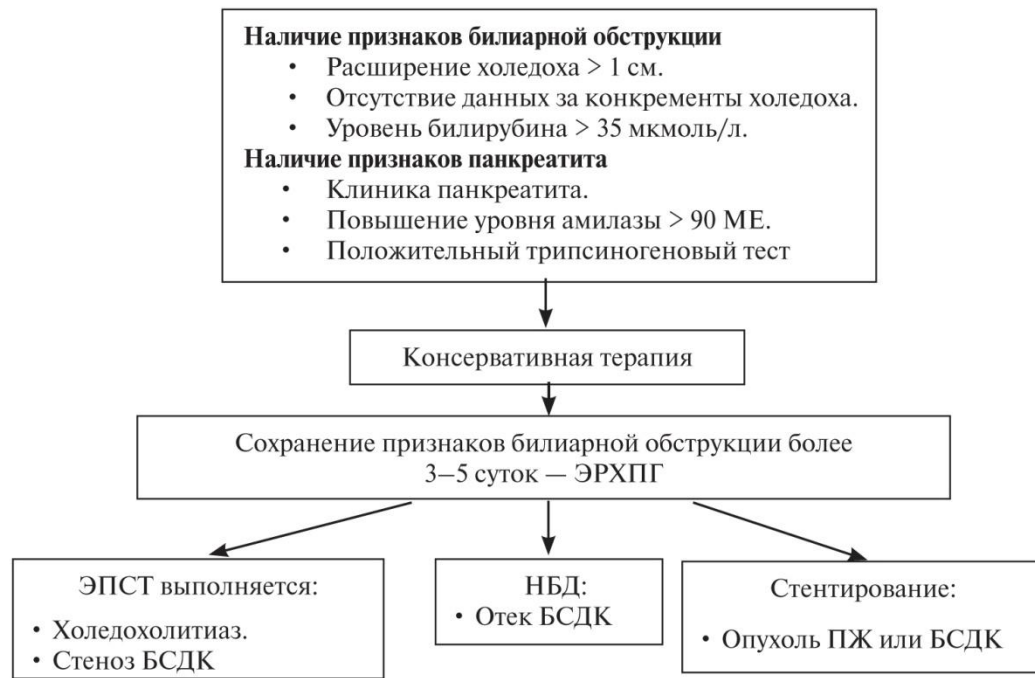 Наличие признаков билиарной обструкции
• Расширение холедоха > 1 см.
• Отсутствие данных за конкременты холедоха.
• Уровень билирубина > 35 мкмоль/л.
Наличие признаков панкреатита
• Клиника панкреатита.
• Повышение уровня амилазы > 90 МЕ.
• Положительный трипсиногеновый тест
Консервативная терапия
Сохранение признаков билиарной обструкции более
3–5 суток — ЭРХПГ
ЭПСТ выполняется:
• Холедохолитиаз.
• Стеноз БСДК
НБД:
• Отек БСДК
Стентирование:
• Опухоль ПЖ или БСДК